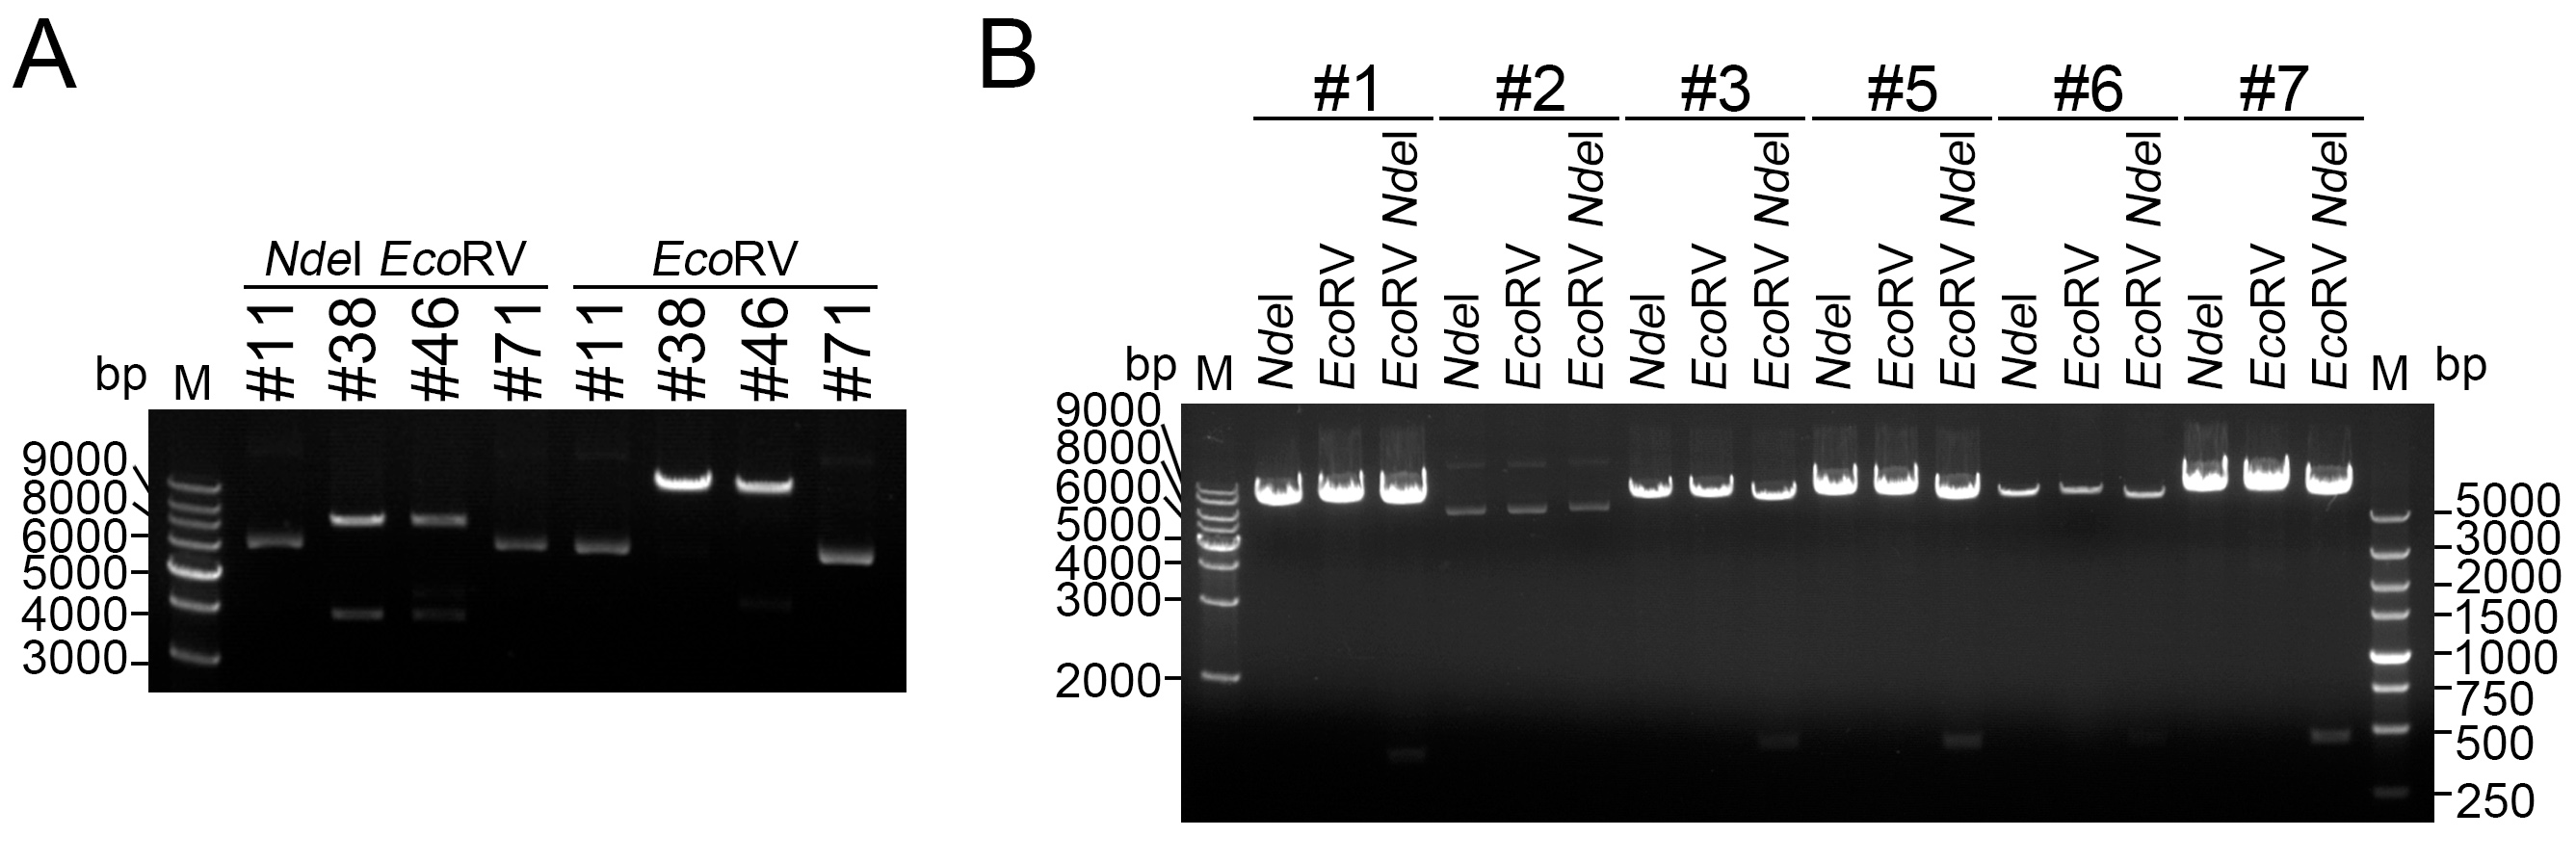 A
NdeI EcoRV
EcoRV
#11
#38
#46
#71
#11
#38
#46
#71
bp
M
9000
8000
6000
5000
4000
3000
B
#1
#2
#3
#5
#6
#7
NdeI
EcoRV
EcoRV NdeI
NdeI
EcoRV
EcoRV NdeI
NdeI
EcoRV
EcoRV NdeI
NdeI
EcoRV
EcoRV NdeI
NdeI
EcoRV
EcoRV NdeI
NdeI
EcoRV
EcoRV NdeI
bp
M
M
bp
9000
8000
6000
5000
4000
3000
2000
5000
3000
2000
1500
1000
750
500
250